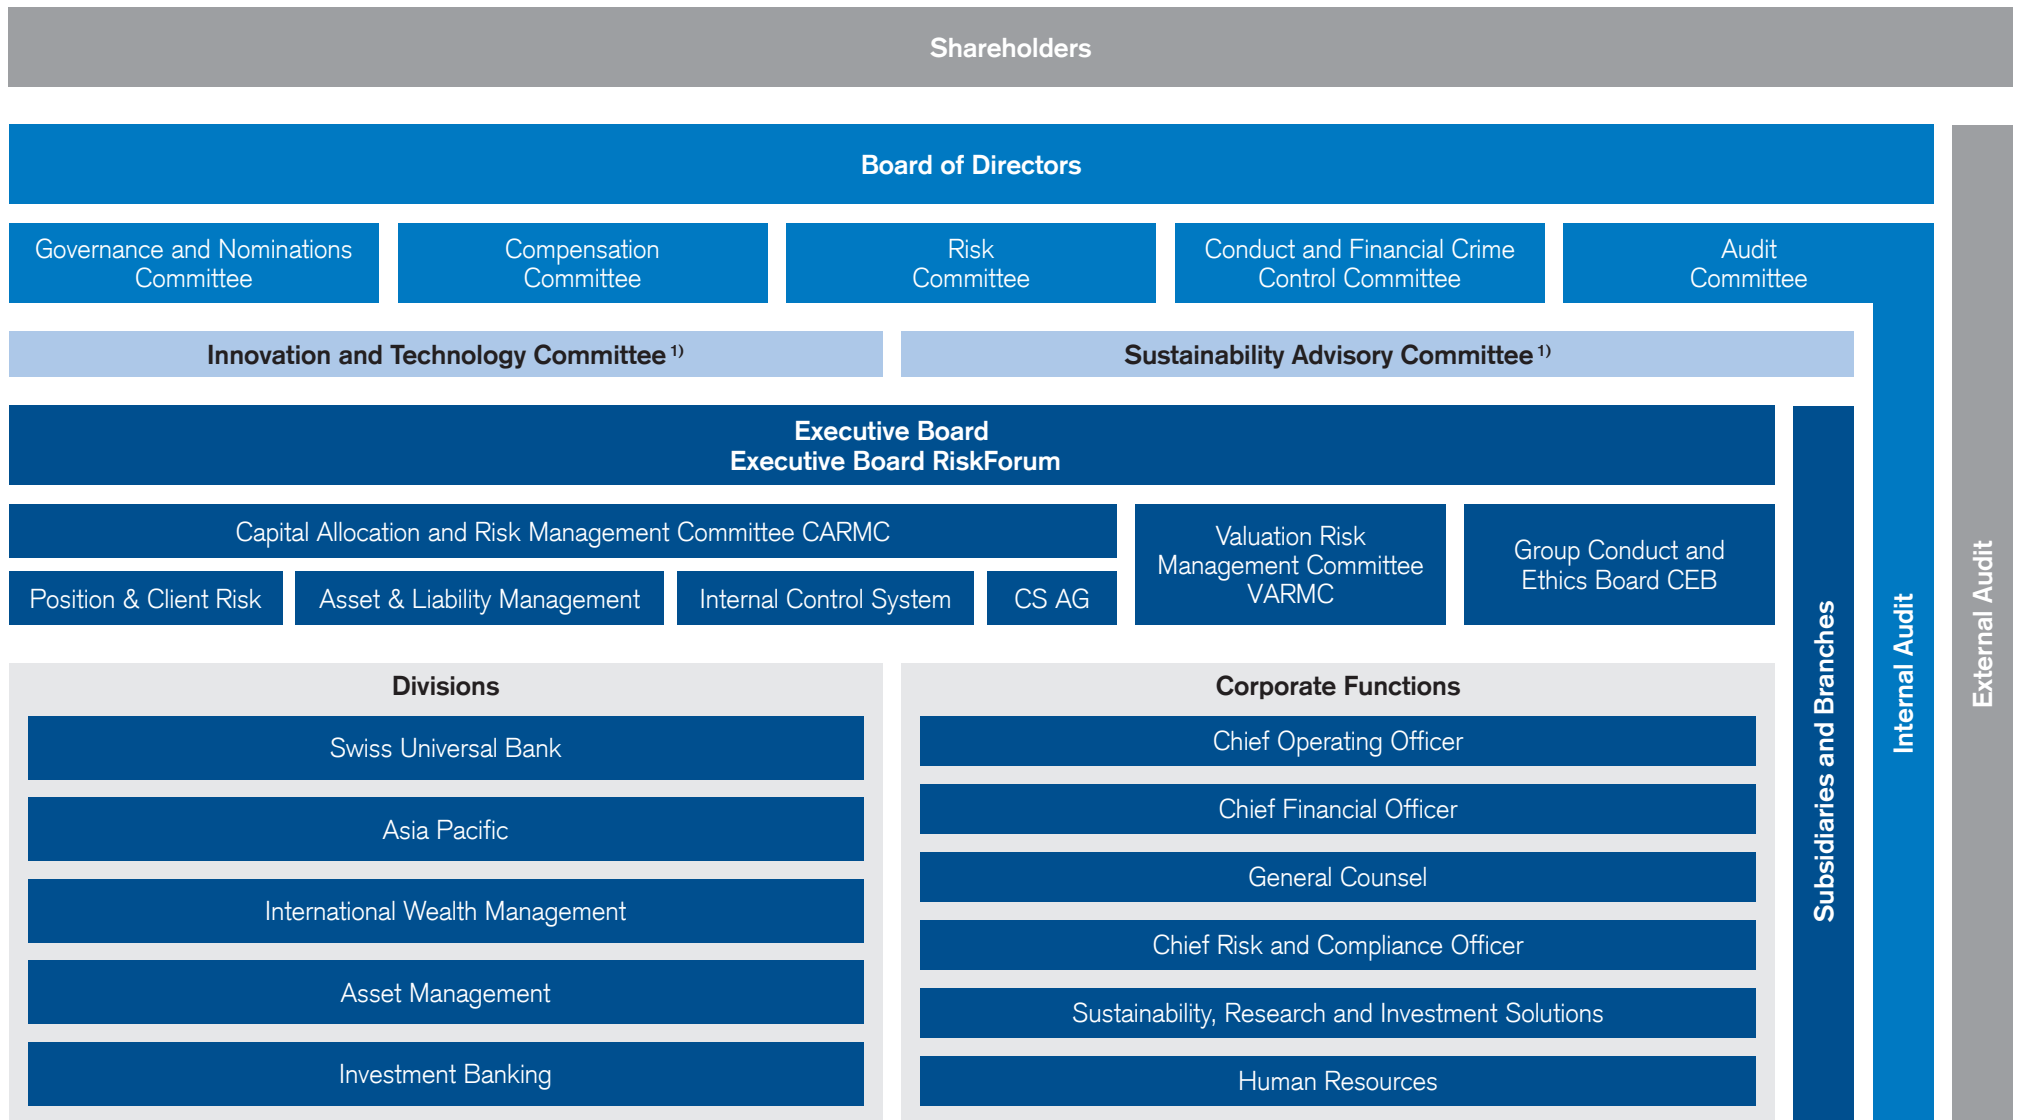 Shareholders
Board of Directors
Governance and Nominations
Committee
Compensation
Committee
Risk
Committee
Conduct and Financial Crime
Control Committee
Audit
Committee
Innovation and Technology Committee 1)
Sustainability Advisory Committee 1)
Executive Board
Executive Board RiskForum
Capital Allocation and Risk Management Committee CARMC
Position & Client Risk
Asset & Liability Management
Internal Control System
CS AG
Valuation Risk
Management Committee
VARMC
Group Conduct and
Ethics Board CEB
Divisions
Swiss Universal Bank
Asia Pacific
International Wealth Management
Asset Management
Investment Banking
Corporate Functions
Chief Operating Officer
Chief Financial Officer
General Counsel
Chief Risk and Compliance Officer
Sustainability, Research and Investment Solutions
Human Resources
Subsidiaries and Branches
Internal Audit
External Audit